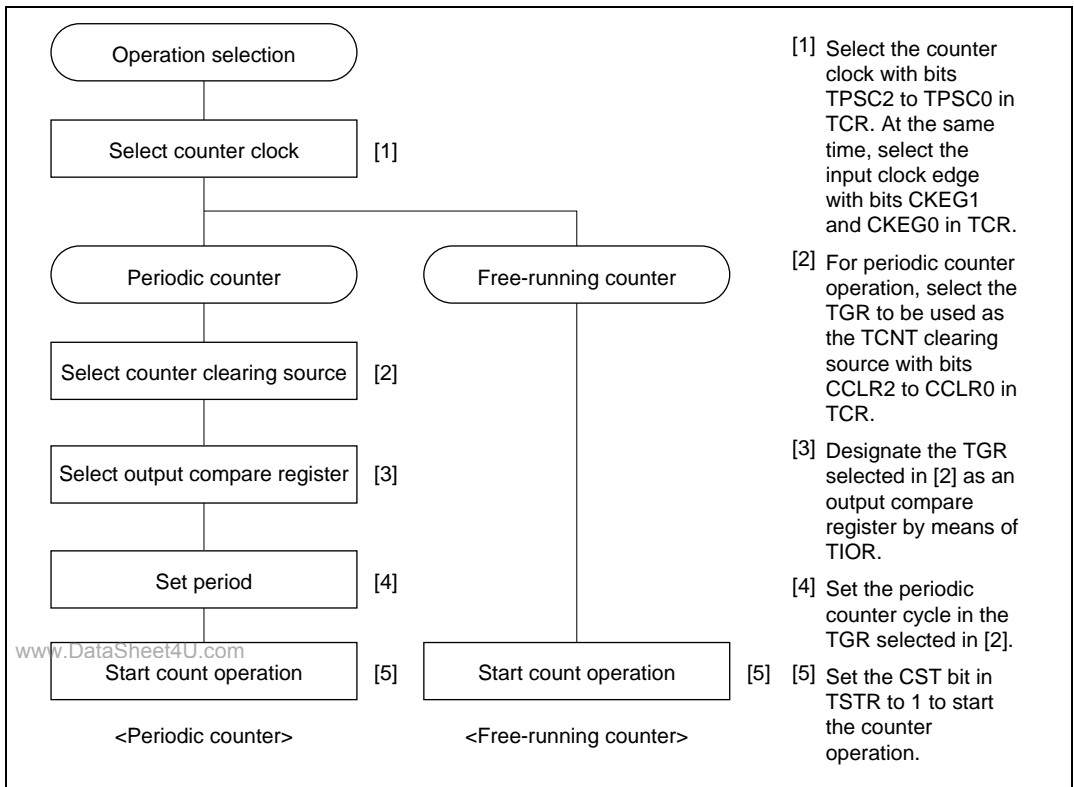 Operation selection
Select counter clock
[1]
Periodic counter
Free-running counter
Select counter clearing source
[2]
Select output compare register
[3]
Set period
[4]
www.DataSheet4U.com
Start count operation
[5]
Start count operation
[5]
<Periodic counter>
<Free-running counter>
[1] Select the counter
clock with bits
TPSC2 to TPSC0 in
TCR. At the same
time, select the
input clock edge
with bits CKEG1
and CKEG0 in TCR.
[2] For periodic counter
operation, select the
TGR to be used as
the TCNT clearing
source with bits
CCLR2 to CCLR0 in
TCR.
[3] Designate the TGR
selected in [2] as an
output compare
register by means of
TIOR.
[4] Set the periodic
counter cycle in the
TGR selected in [2].
[5] Set the CST bit in
TSTR to 1 to start
the counter
operation.